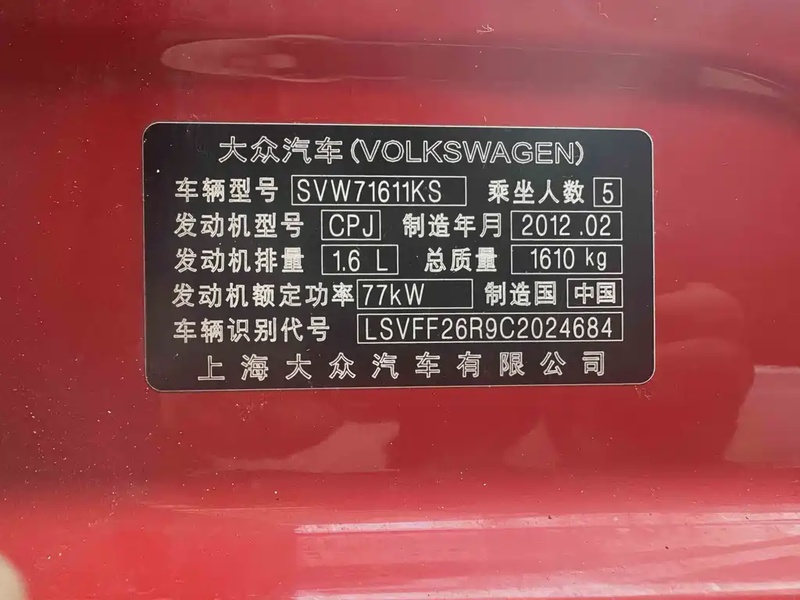 大众汽车(VOLKSWAGEN)
车辆型号 SVW71611KS 乘坐人数 5
发动机型号 CPJ 制造年月 2012.02
发动机排量 1.6 L 总质量 1610 kg
发动机额定功率 77kW 制造国 中国
车辆识别代号 LSVFF26R9C2024684
上海大众汽车有限公司